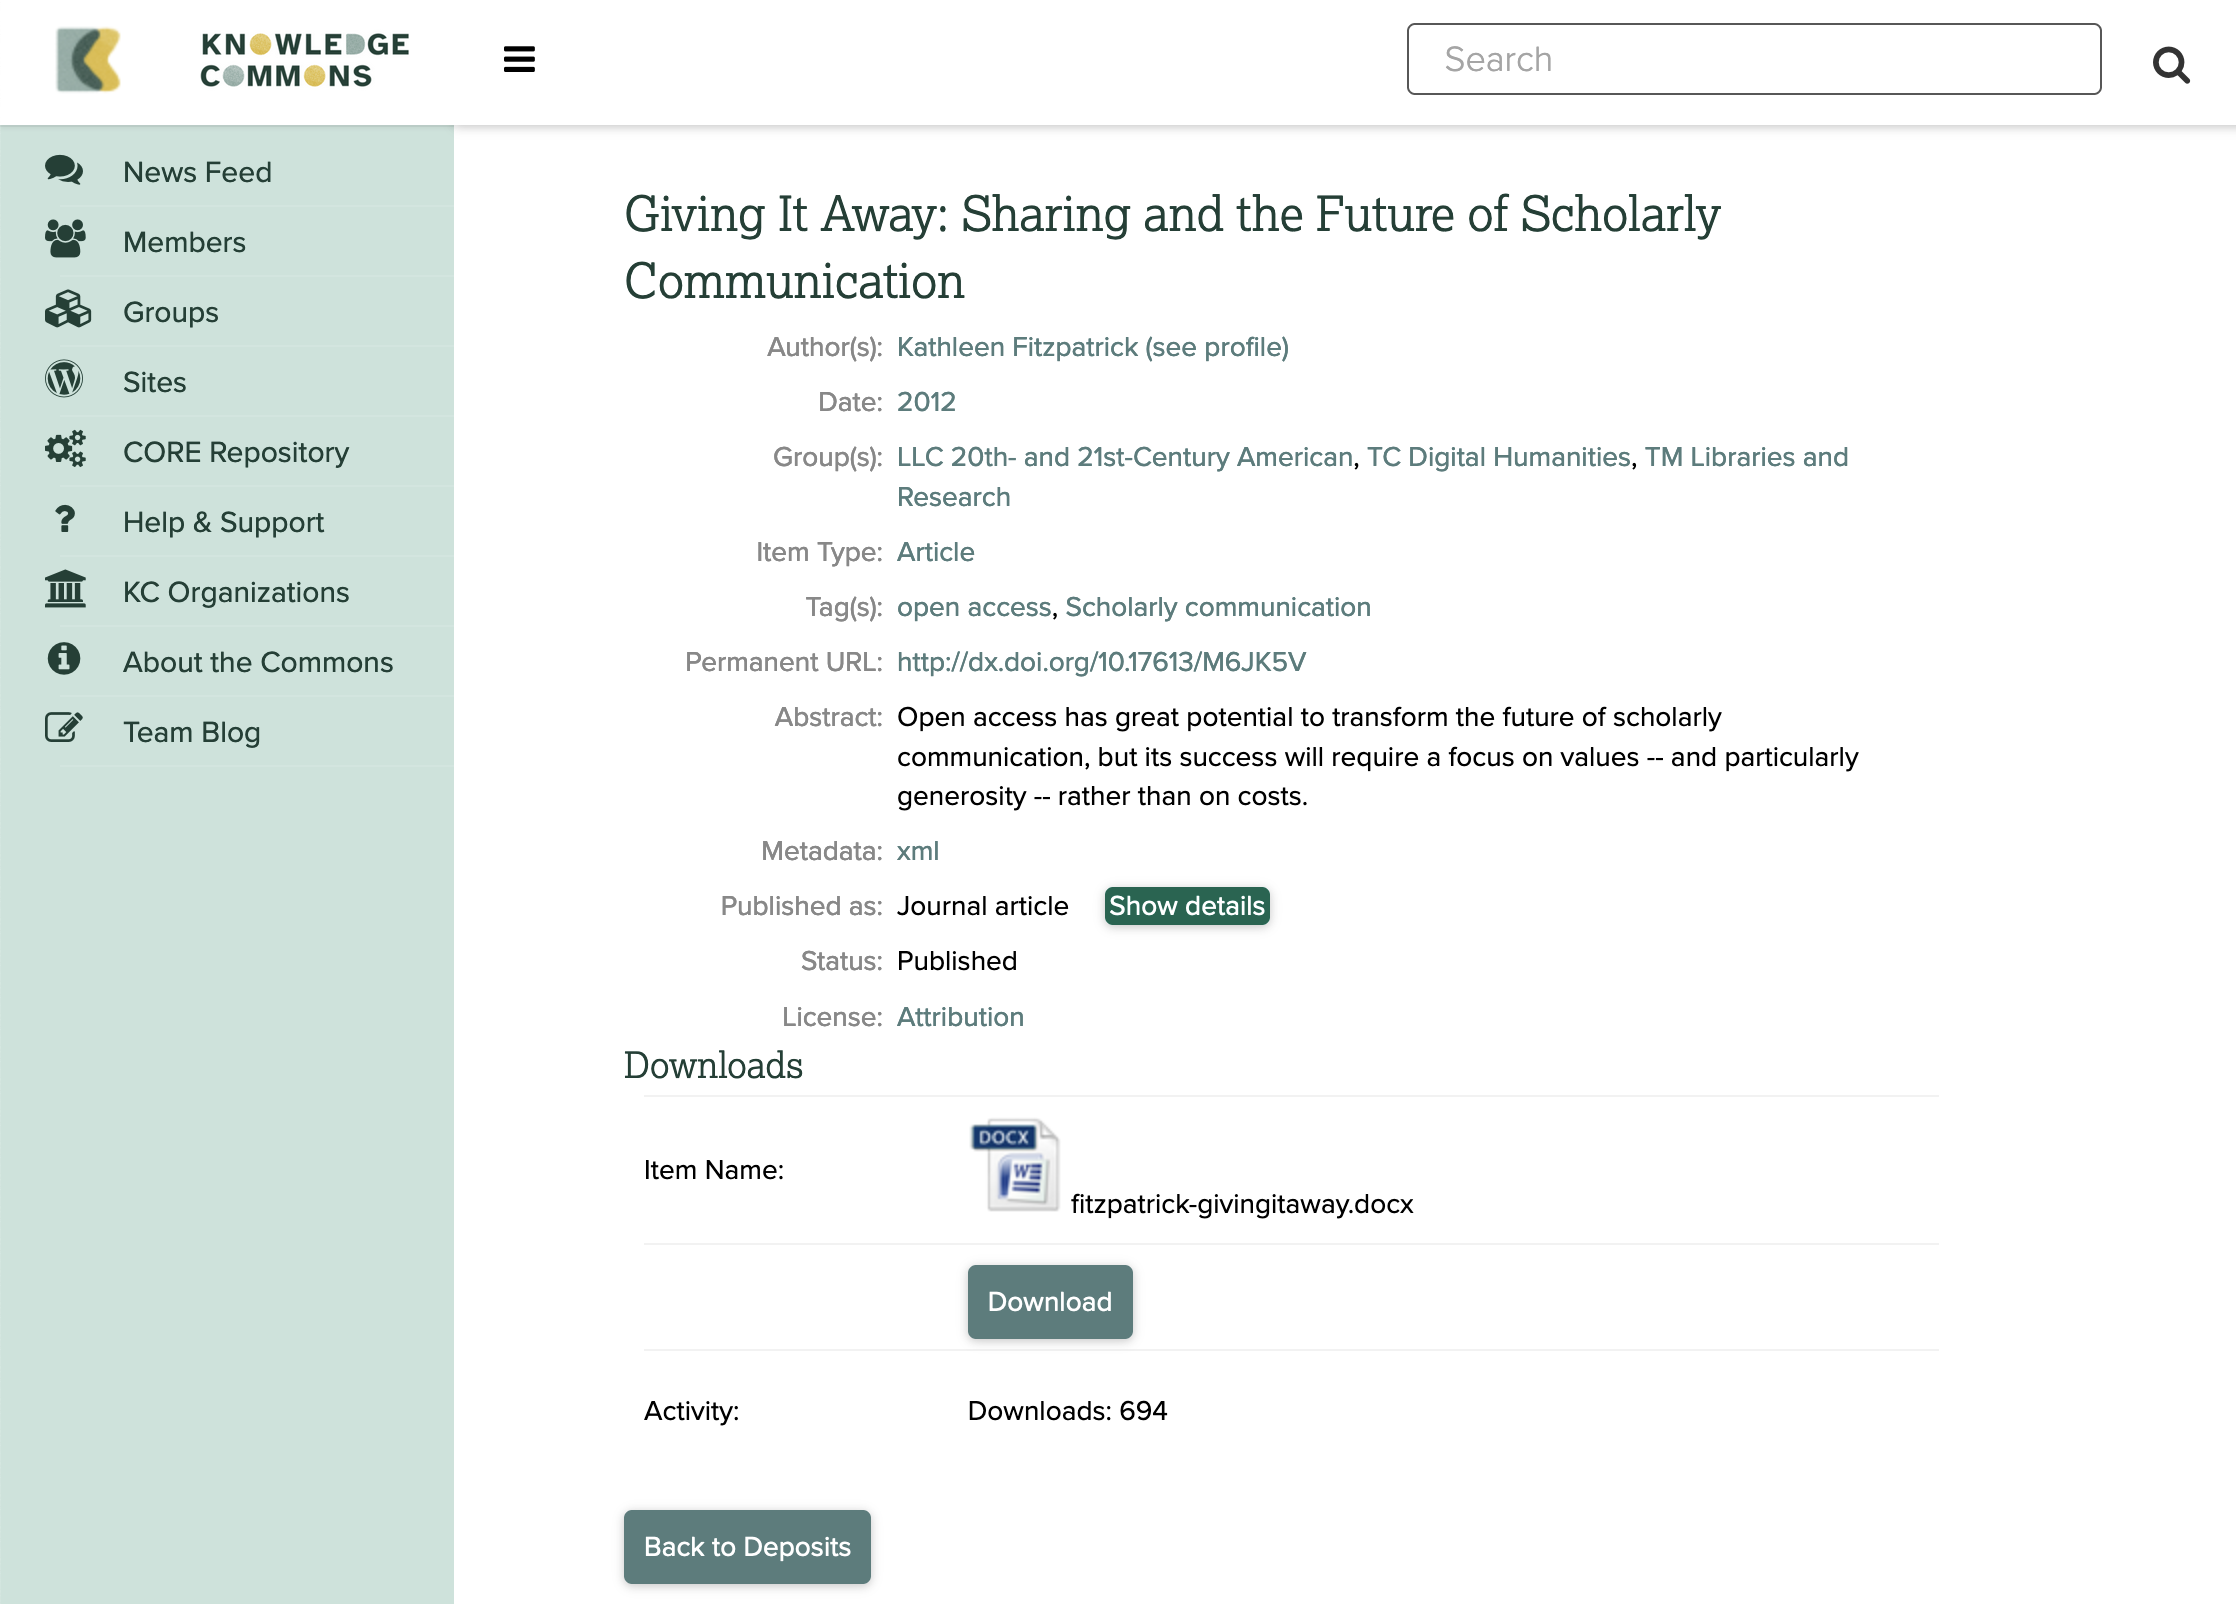 KNOWLEDGE
COMMONS
Search
News Feed
Members
Groups
Sites
CORE Repository
Help & Support
KC Organizations
About the Commons
Team Blog
Giving It Away: Sharing and the Future of Scholarly
Communication
Author(s): Kathleen Fitzpatrick (see profile)
Date: 2012
Group(s): LLC 20th- and 21st-Century American, TC Digital Humanities, TM Libraries and
Research
Item Type: Article
Tag(s): open access, Scholarly communication
Permanent URL: http://dx.doi.org/10.17613/M6JK5V
Abstract: Open access has great potential to transform the future of scholarly
communication, but its success will require a focus on values -- and particularly
generosity -- rather than on costs.
Metadata: xml
Published as: Journal article Show details
Status: Published
License: Attribution
Downloads
DOCX
W
Item Name: fitzpatrick-givingitaway.docx
Download
Activity: Downloads: 694
Back to Deposits